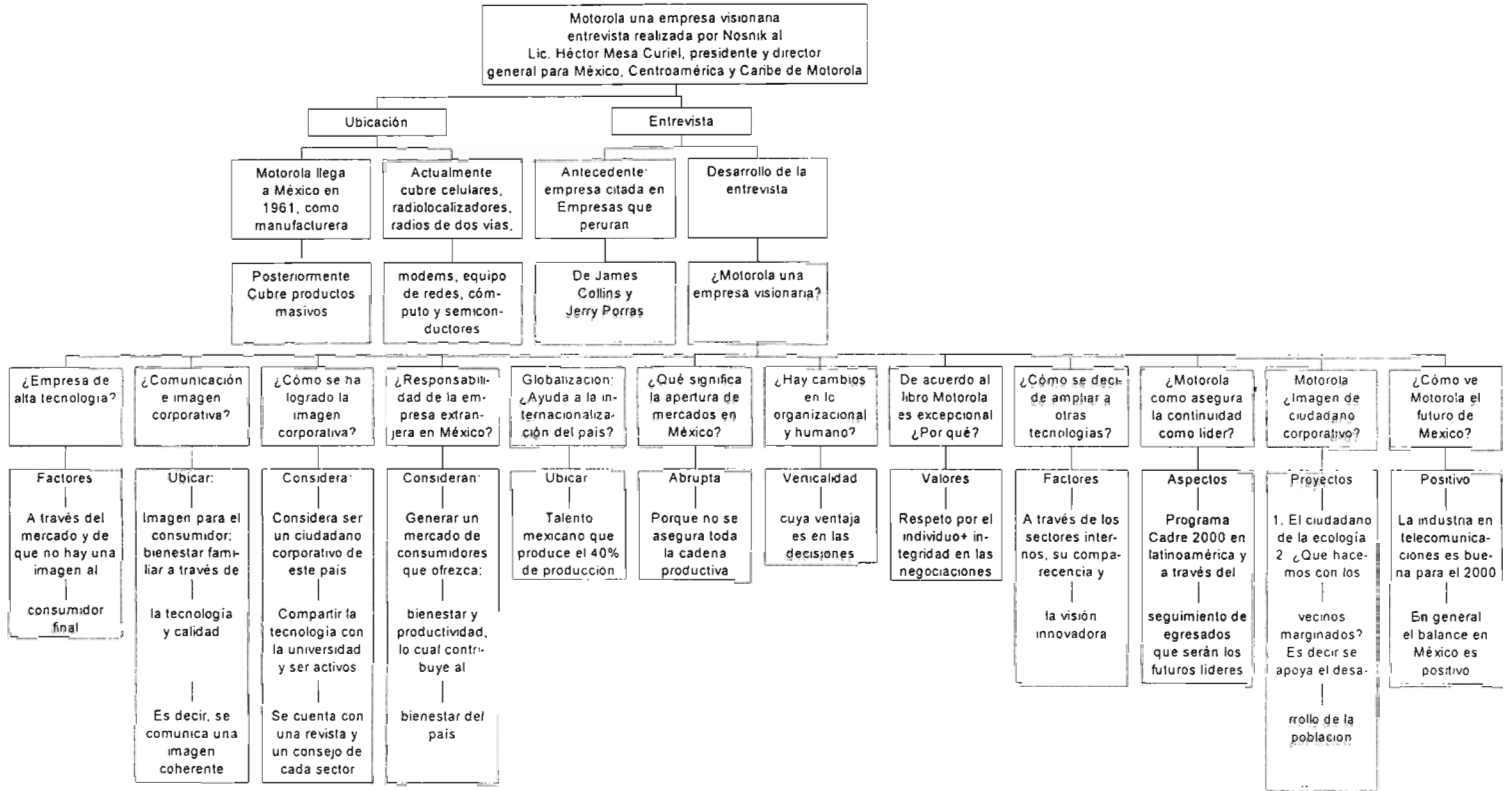 Motorola una empresa visionaria
entrevista realizada por Nosnik al
Lic. Héctor Mesa Curiel, presidente y director
general para México, Centroamérica y Caribe de Motorola
Ubicación
Entrevista
Motorola llega
a México en
1961, como
manufacturera
Posteriormente
Cubre productos
masivos
Actualmente
cubre celulares,
radiolocalizadores,
radios de dos vías,
modems, equipo
de redes, cóm-
puto y semicon-
ductores
Antecedente:
empresa citada en
Empresas que
peruran
De James
Collins y
Jerry Porras
Desarrollo de la
entrevista
¿Motorola una
empresa visionaria?
¿Empresa de
alta tecnología?
Factores
A través del
mercado y de
que no hay una
imagen al
consumidor
final
¿Comunicación
e imagen
corporativa?
Ubicar:
Imagen para el
consumidor:
bienestar fami-
liar a través de
la tecnología
y calidad
Es decir, se
comunica una
imagen
coherente
¿Cómo se ha
logrado la
imagen
corporativa?
Considera:
Considera ser
un ciudadano
corporativo de
este país
Compartir la
tecnología con
la universidad
y ser activos
Se cuenta con
una revista y
un consejo de
cada sector
¿Responsabili-
dad de la em-
presa extran-
jera en México?
Consideran:
Generar un
mercado de
consumidores
que ofrezca:
bienestar y
productividad,
lo cual contri-
buye al
bienestar del
país
Globalización:
¿Ayuda a la in-
ternacionaliza-
ción del país?
Ubicar
Talento
mexicano que
produce el 40%
de producción
¿Qué significa
la apertura de
mercados en
México?
Abrupta
Porque no se
asegura toda
la cadena
productiva
¿Hay cambios
en lo
organizacional
y humano?
Verticalidad
cuya ventaja
es en las
decisiones
De acuerdo al
libro Motorola
es excepcional
¿Por qué?
Valores
Respeto por el
individuo+ in-
tegridad en las
negociaciones
¿Cómo se deci-
de ampliar a
otras
tecnologías?
Factores
A través de los
sectores inter-
nos, su compa-
recencia y
la visión
innovadora
¿Motorola
como asegura
la continuidad
como lider?
Aspectos
Programa
Cadre 2000 en
latinoamérica y
a través del
seguimiento de
egresados
que serán los
futuros lideres
Motorola
¿Imagen de
ciudadano
corporativo?
Proyectos
1. El ciudadano
de la ecología
2 ¿Que hace-
mos con los
vecinos
marginados?
Es decir se
apoya el desa-
rrollo de la
poblacion
¿Cómo ve
Motorola el
futuro de
Mexico?
Positivo
La industria en
telecomunica-
ciones es bue-
na para el 2000
En general
el balance en
México es
positivo